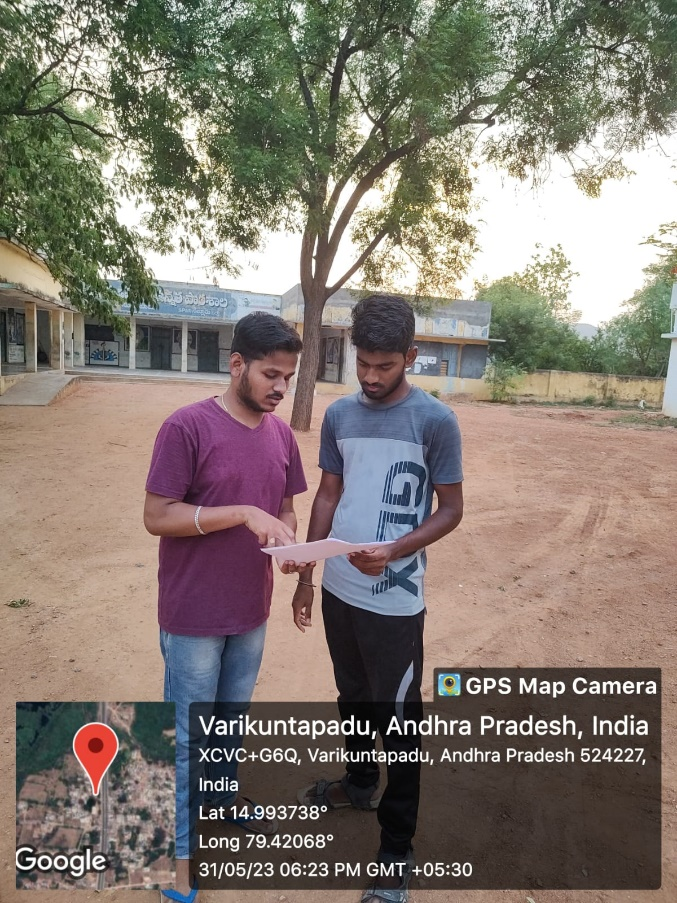 పాఠశాల
GPS Map Camera
Varikuntapadu, Andhra Pradesh, India
XCVC+G6Q, Varikuntapadu, Andhra Pradesh 524227,
India
Lat 14.993738°
Long 79.42068°
31/05/23 06:23 PM GMT +05:30
Google